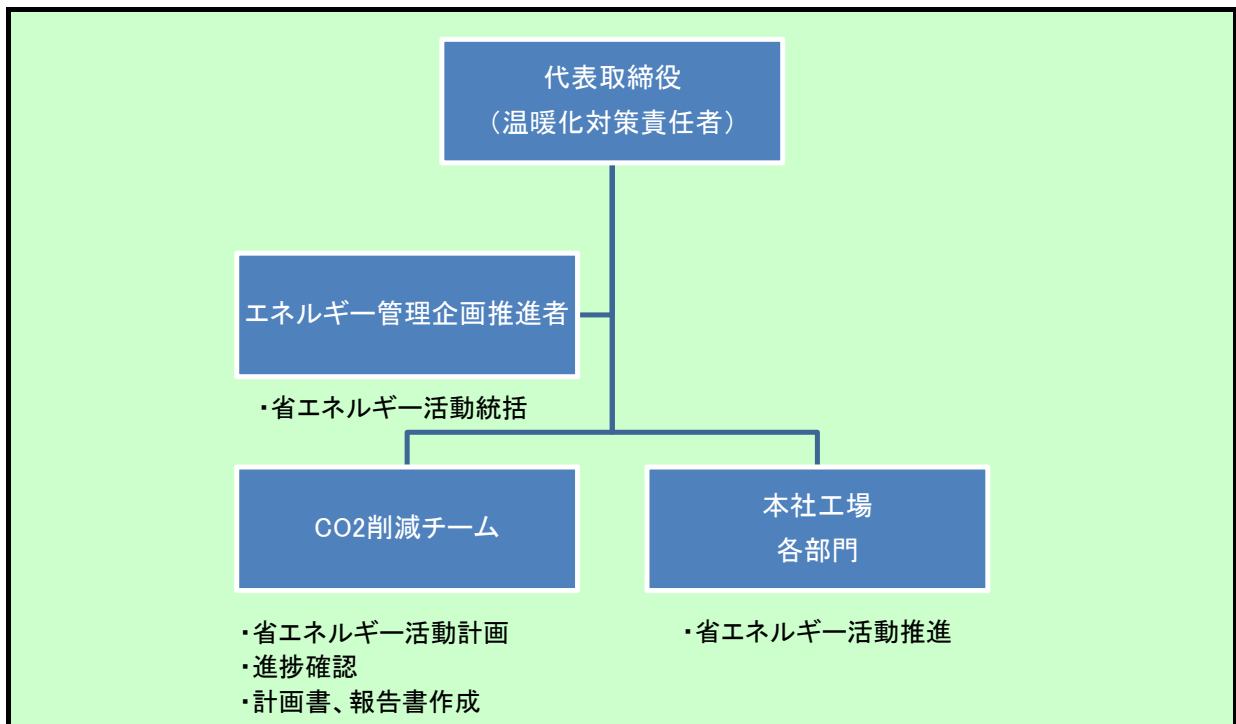 代表取締役
（温暖化対策責任者）
エネルギー管理企画推進者
・省エネルギー活動統括
CO2削減チーム
本社工場
各部門
・省エネルギー活動計画
・進捗確認
・計画書、報告書作成
・省エネルギー活動推進